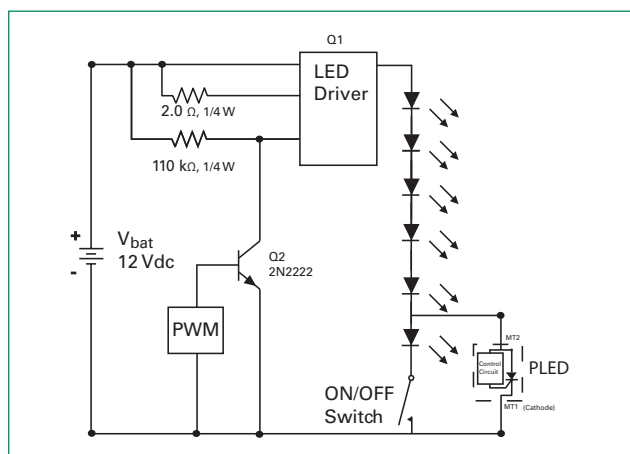 Q1
LED
Driver
2.0 Ω, 1/4 W
110 kΩ, 1/4 W
+
Vbat
12 Vdc
-
Q2
2N2222
PWM
MT2
Control
Circuit
PLED
MT1 (Cathode)
ON/OFF
Switch